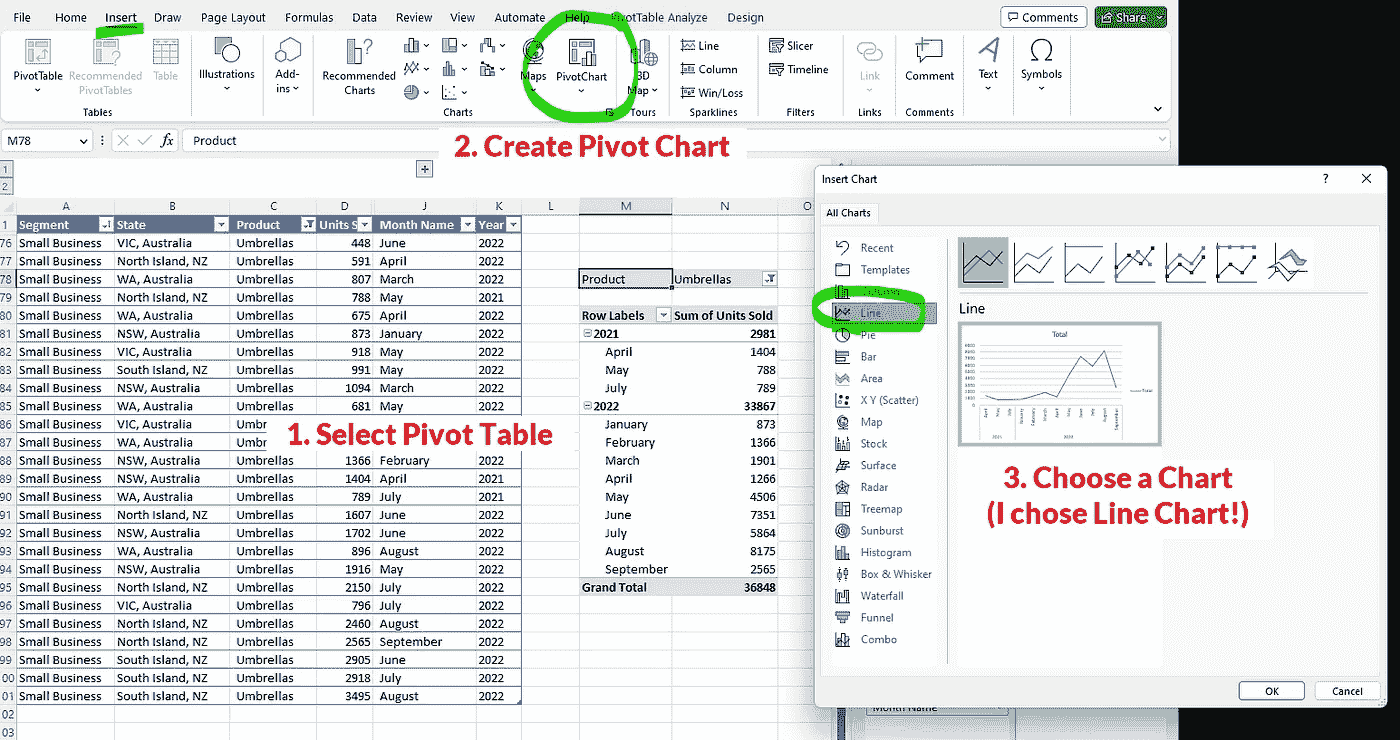 File Home Insert Draw Page Layout Formulas Data Review View Automate Help PivotTable Analyze Design Comments Share
PivotTable Recommended PivotTables Table Illustrations Add-ins Recommended Charts Maps PivotChart 3D Map Line Column Win/Loss Slicer Timeline Link Comment Text Symbols
Tables Charts Tours Sparklines Filters Links Comments
M78 fx Product
2. Create Pivot Chart
1
2
A B C D J K L M N O
1 Segment State Product Units S Month Name Year
76 Small Business VIC, Australia Umbrellas 448 June 2022
77 Small Business North Island, NZ Umbrellas 591 April 2022
78 Small Business WA, Australia Umbrellas 807 March 2022 Product Umbrellas
79 Small Business North Island, NZ Umbrellas 788 May 2021
80 Small Business WA, Australia Umbrellas 675 April 2022 Row Labels Sum of Units Sold
81 Small Business NSW, Australia Umbrellas 873 January 2022 2021 2981
82 Small Business VIC, Australia Umbrellas 918 May 2022 April 1404
83 Small Business South Island, NZ Umbrellas 991 May 2022 May 788
84 Small Business NSW, Australia Umbrellas 1094 March 2022 July 789
85 Small Business WA, Australia Umbrellas 681 May 2022 2022 33867
86 Small Business VIC, Australia Umbr 2022 January 873
87 Small Business WA, Australia Umbr 2022 February 1366
1. Select Pivot Table
88 Small Business NSW, Australia Umbrellas 1366 February 2022 March 1901
89 Small Business NSW, Australia Umbrellas 1404 April 2021 April 1266
90 Small Business WA, Australia Umbrellas 789 July 2021 May 4506
91 Small Business North Island, NZ Umbrellas 1607 June 2022 June 7351
92 Small Business NSW, Australia Umbrellas 1702 June 2022 July 5864
93 Small Business WA, Australia Umbrellas 896 August 2022 August 8175
94 Small Business NSW, Australia Umbrellas 1916 May 2022 September 2565
95 Small Business North Island, NZ Umbrellas 2150 July 2022 Grand Total 36848
96 Small Business VIC, Australia Umbrellas 796 July 2022
97 Small Business North Island, NZ Umbrellas 2460 August 2022
98 Small Business North Island, NZ Umbrellas 2565 September 2022
99 Small Business South Island, NZ Umbrellas 2905 June 2022
00 Small Business South Island, NZ Umbrellas 2918 July 2022
01 Small Business South Island, NZ Umbrellas 3495 August 2022
02
03
Insert Chart ?
All Charts
Recent
Templates
Line
Pie
Bar
Area
X Y (Scatter)
Map
Stock
Surface
Radar
Treemap
Sunburst
Histogram
Box & Whisker
Waterfall
Funnel
Combo
Line
Total
3. Choose a Chart
(I chose Line Chart!)
OK Cancel
Month Name